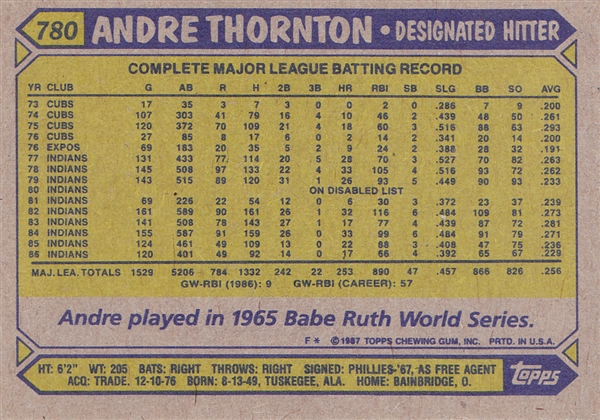 780 ANDRE THORNTON • DESIGNATED HITTER
COMPLETE MAJOR LEAGUE BATTING RECORD
YR CLUB G AB R H 2B 3B HR RBI SB SLG BB SO AVG
73 CUBS 17 35 3 7 3 0 0 2 0 .286 7 9 .200
74 CUBS 107 303 41 79 16 4 10 46 2 .439 48 50 .261
75 CUBS 120 372 70 109 21 4 18 60 3 .516 88 63 .293
76 CUBS 27 85 8 17 6 0 2 14 2 .341 20 14 .200
76 EXPOS 69 183 20 35 5 2 9 24 2 .388 28 32 .191
77 INDIANS 131 433 77 114 20 5 28 70 3 .527 70 82 .263
78 INDIANS 145 508 97 133 22 4 33 105 4 .516 93 72 .262
79 INDIANS 143 515 89 120 31 1 26 93 5 .449 90 93 .233
80 INDIANS ON DISABLED LIST
81 INDIANS 69 226 22 54 12 0 6 30 3 .372 23 37 .239
82 INDIANS 161 589 90 161 26 1 32 116 6 .484 109 81 .273
83 INDIANS 141 508 78 143 27 1 17 77 4 .439 87 72 .281
84 INDIANS 155 587 91 159 26 0 33 99 6 .484 91 79 .271
85 INDIANS 124 461 49 109 13 0 22 88 3 .408 47 75 .236
86 INDIANS 120 401 49 92 14 0 17 66 4 .392 65 67 .229
MAJ. LEA. TOTALS 1529 5206 784 1332 242 22 253 890 47 .457 866 826 .256
GW-RBI (1986): 9 GW-RBI (CAREER): 57
Andre played in 1965 Babe Ruth World Series.
F * ©1987 TOPPS CHEWING GUM, INC. PRTD. IN U.S.A.
HT: 6'2" WT: 205 BATS: RIGHT THROWS: RIGHT SIGNED: PHILLIES-'67, AS FREE AGENT
ACQ: TRADE. 12-10-76 BORN: 8-13-49, TUSKEGEE, ALA. HOME: BAINBRIDGE, O.
Topps